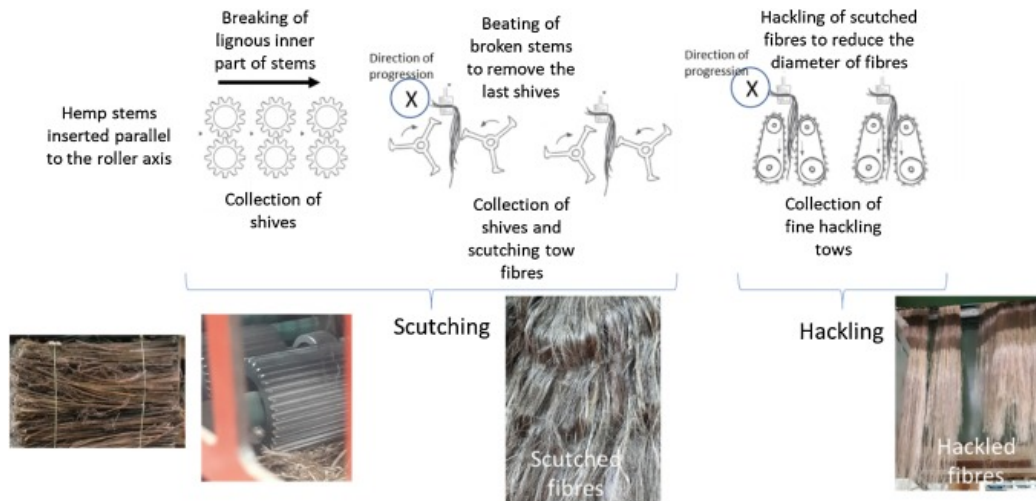 Breaking of
lignous inner
part of stems
Hemp stems
inserted parallel
to the roller axis
Collection of
shives
Beating of
broken stems
to remove the
last shives
Direction of
progression
X
Collection of
shives and
scutching tow
fibres
Hackling of scutched
fibres to reduce the
diameter of fibres
Direction of
progression
X
Collection of
fine hackling
tows
Scutching
Hackling
Scutched
fibres
Hackled
fibres